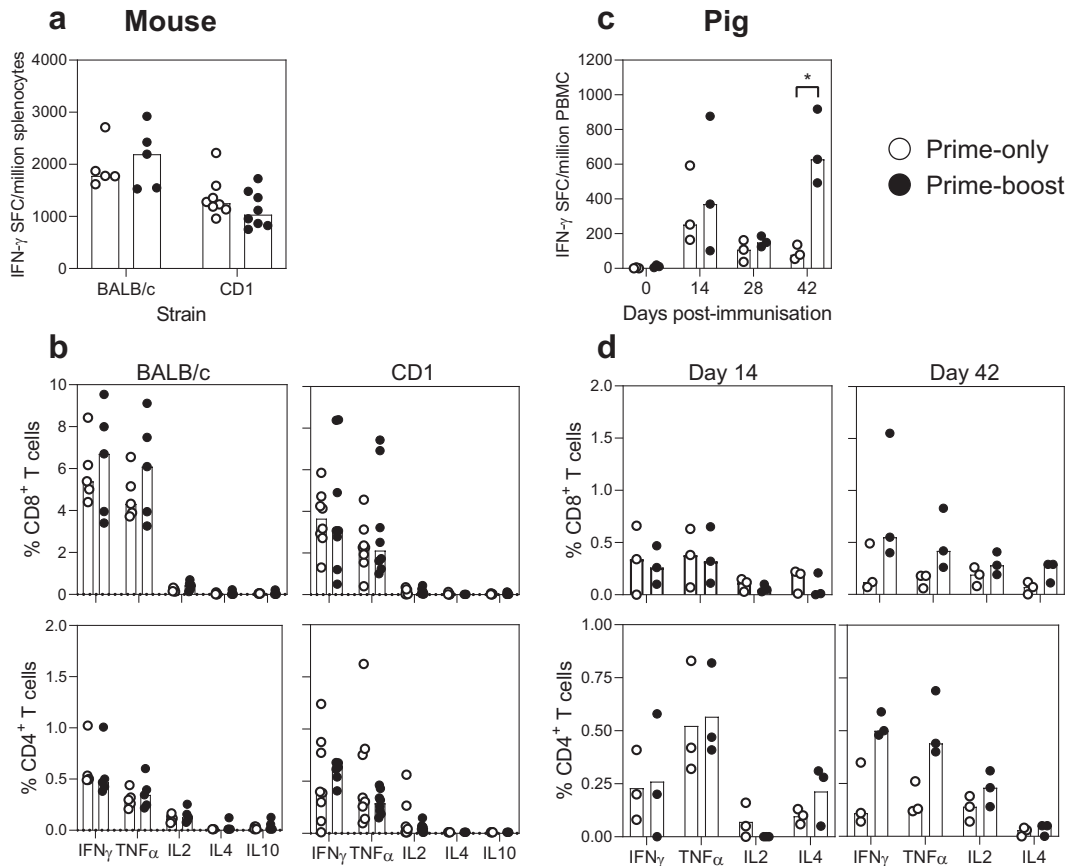 a Mouse
IFN-γ SFC/million splenocytes
4000
3000
2000
1000
0
BALB/c CD1
Strain
c Pig
IFN-γ SFC/million PBMC
1200
1000
800
600
400
200
0
*
0 14 28 42
Days post-immunisation
Prime-only
Prime-boost
b
BALB/c CD1
% CD8+ T cells
10
8
6
4
2
0
% CD4+ T cells
2.0
1.5
1.0
0.5
0.0
IFNγ TNFα IL2 IL4 IL10 IFNγ TNFα IL2 IL4 IL10
d
Day 14 Day 42
% CD8+ T cells
2.0
1.5
1.0
0.5
0.0
% CD4+ T cells
1.00
0.75
0.50
0.25
0.00
IFNγ TNFα IL2 IL4 IFNγ TNFα IL2 IL4